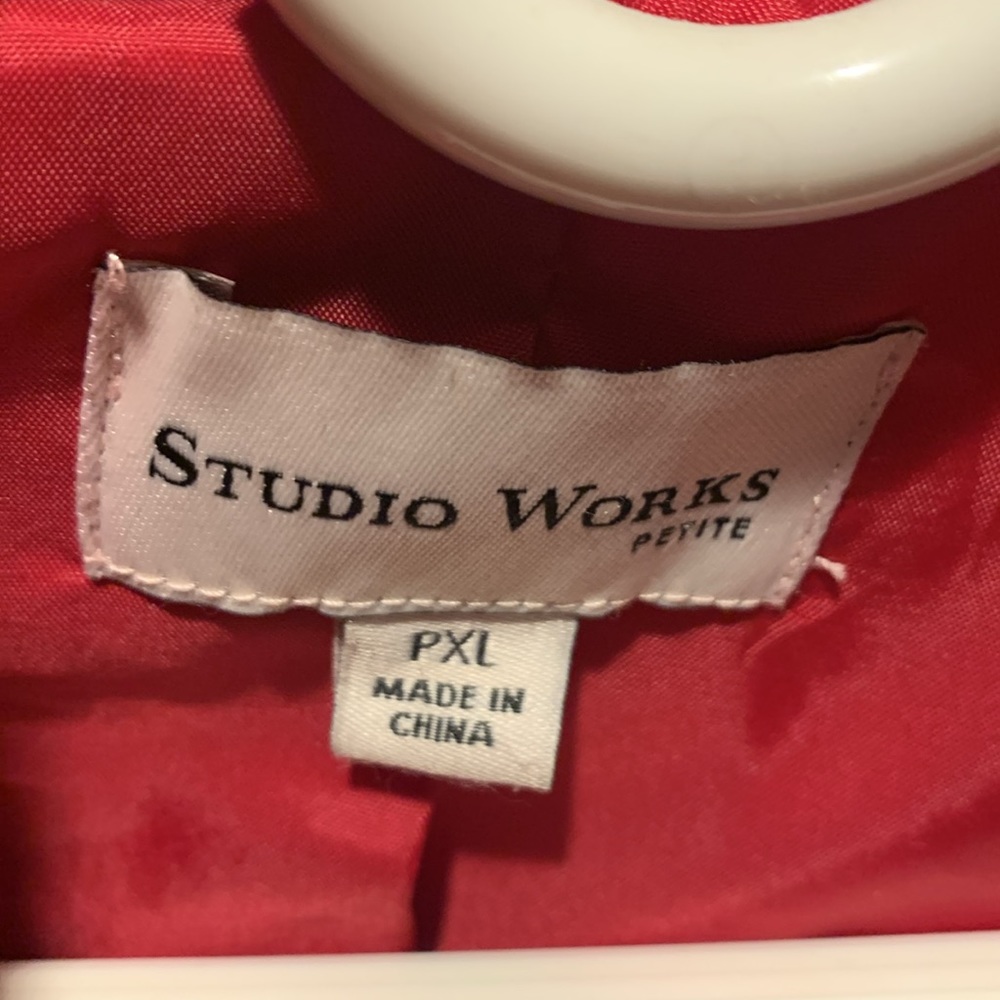 STUDIO WORKS
PETITE
PXL
MADE IN
CHINA